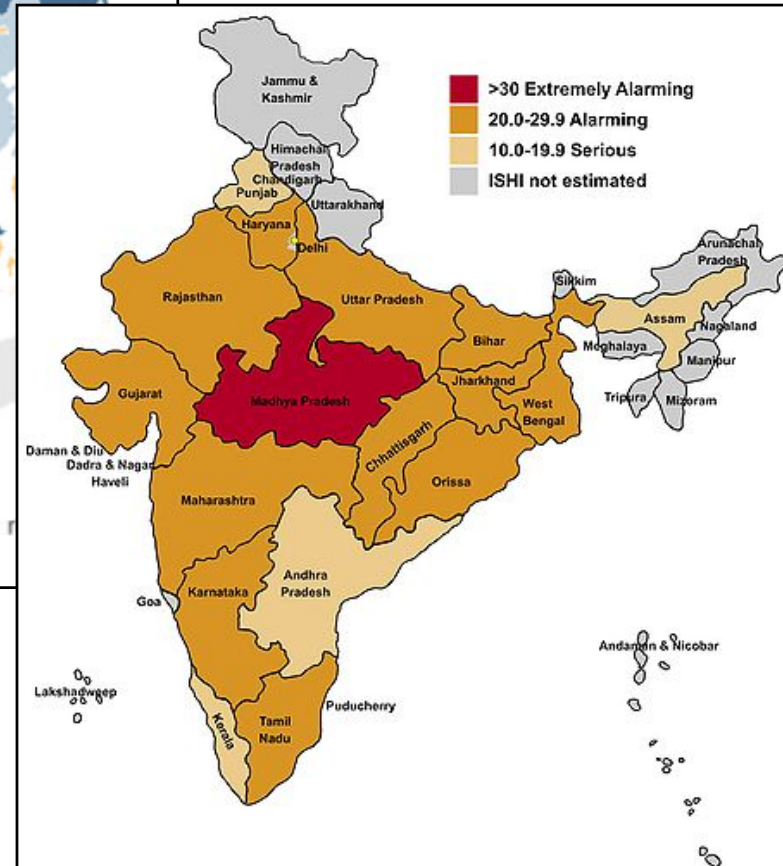 Jammu &
Kashmir
>30 Extremely Alarming
20.0-29.9 Alarming
10.0-19.9 Serious
ISHI not estimated
Himachal
Pradesh
Chandigarh
Punjab
Uttarakhand
Haryana
Delhi
Arunachal
Pradesh
Sikkim
Rajasthan
Uttar Pradesh
Assam
Nagaland
Bihar
Meghalaya
Manipur
Jharkhand
Gujarat
Madhya Pradesh
West
Bengal
Tripura
Mizoram
Chhattisgarh
Daman & Diu
Dadra & Nagar
Haveli
Orissa
Maharashtra
Andhra
Pradesh
Karnataka
Goa
Andaman & Nicobar
Lakshadweep
Puducherry
Kerala
Tamil
Nadu